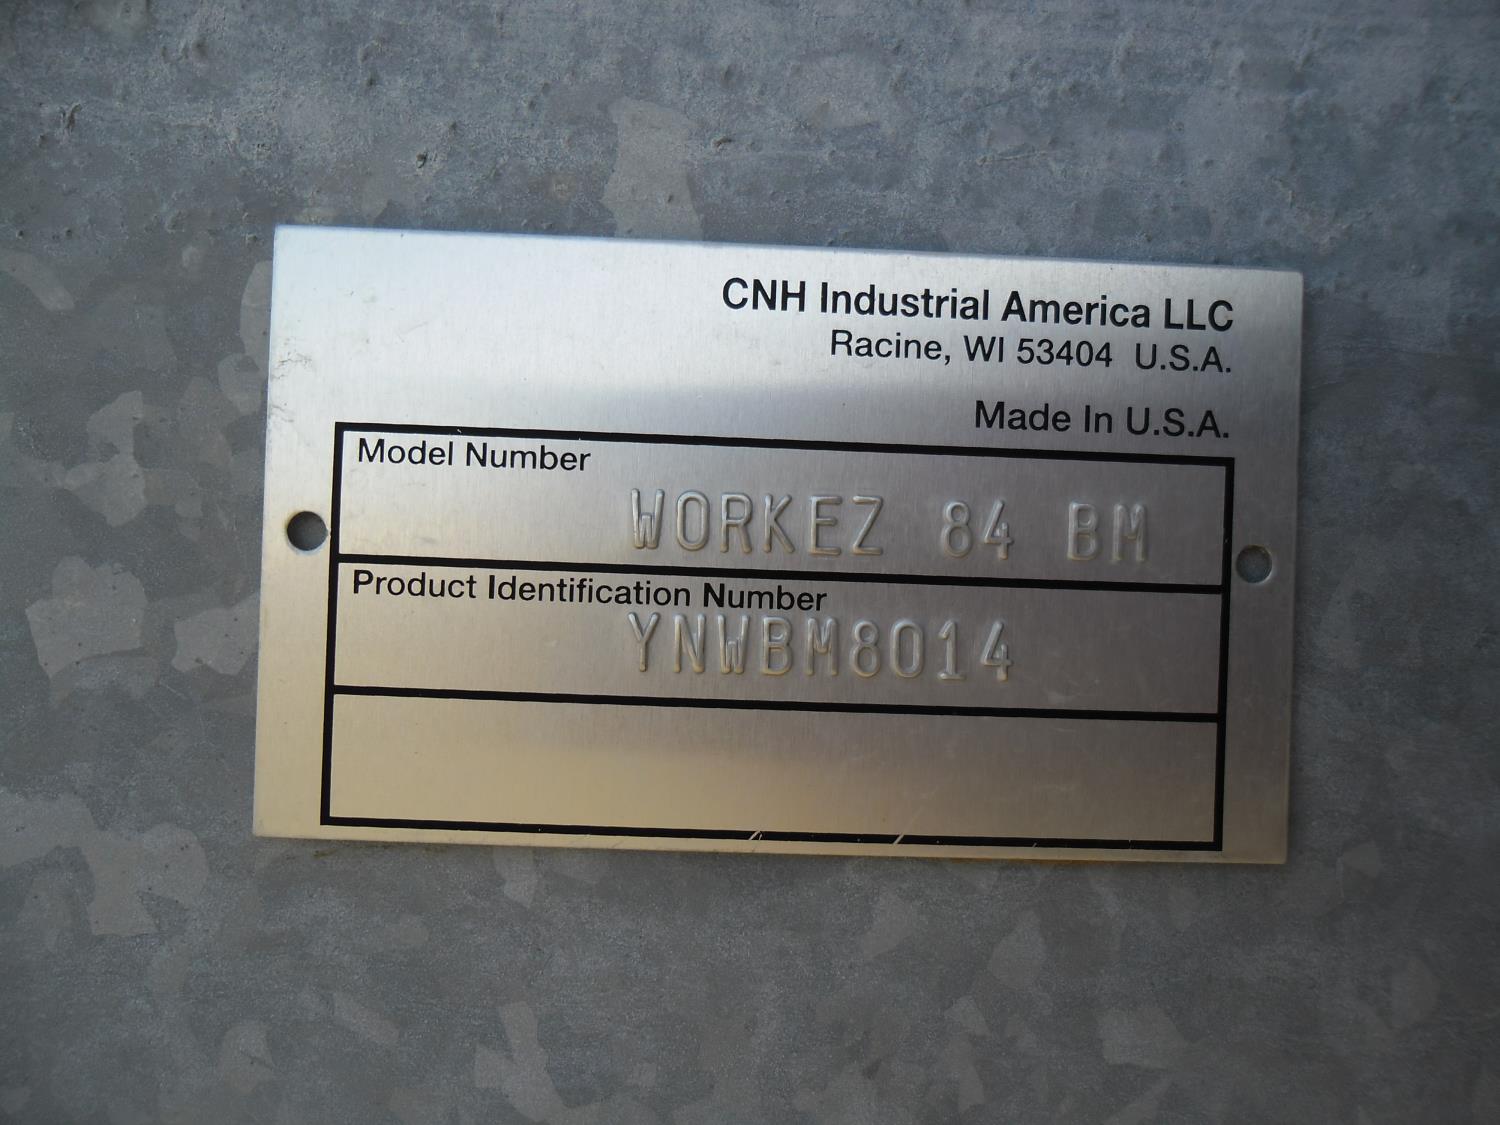 CNH Industrial America LLC
Racine, WI 53404 U.S.A.
Made In U.S.A.
Model Number
WORKEZ 84 BM
Product Identification Number
YNWBM8014